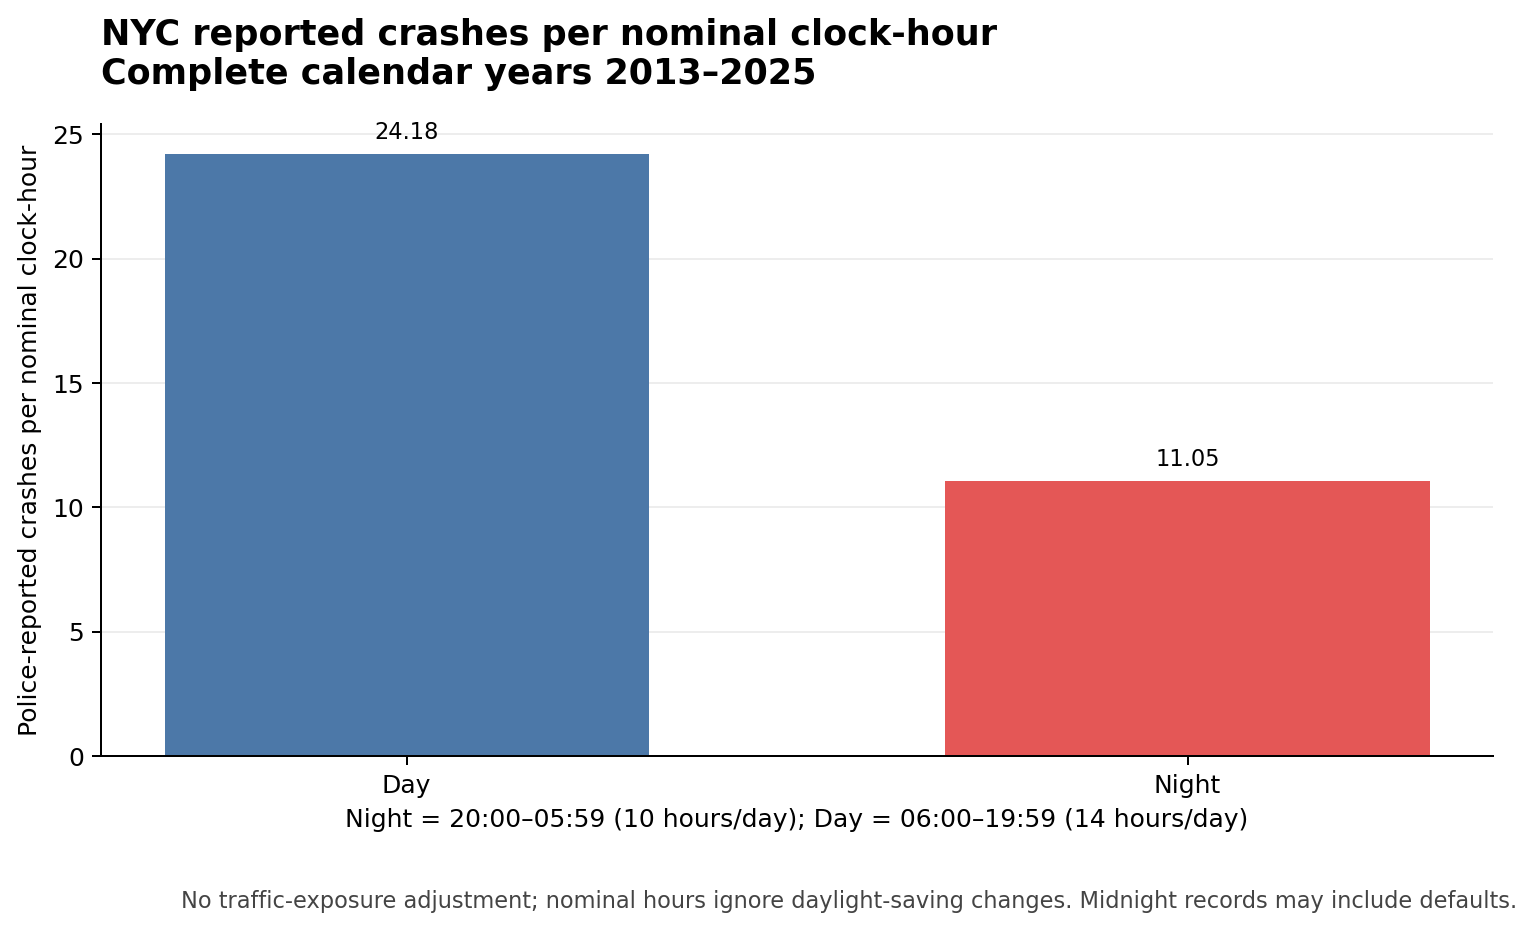 NYC reported crashes per nominal clock-hour
Complete calendar years 2013–2025
Police-reported crashes per nominal clock-hour
25
20
15
10
5
0
24.18
11.05
Day
Night
Night = 20:00–05:59 (10 hours/day); Day = 06:00–19:59 (14 hours/day)
No traffic-exposure adjustment; nominal hours ignore daylight-saving changes. Midnight records may include defaults.